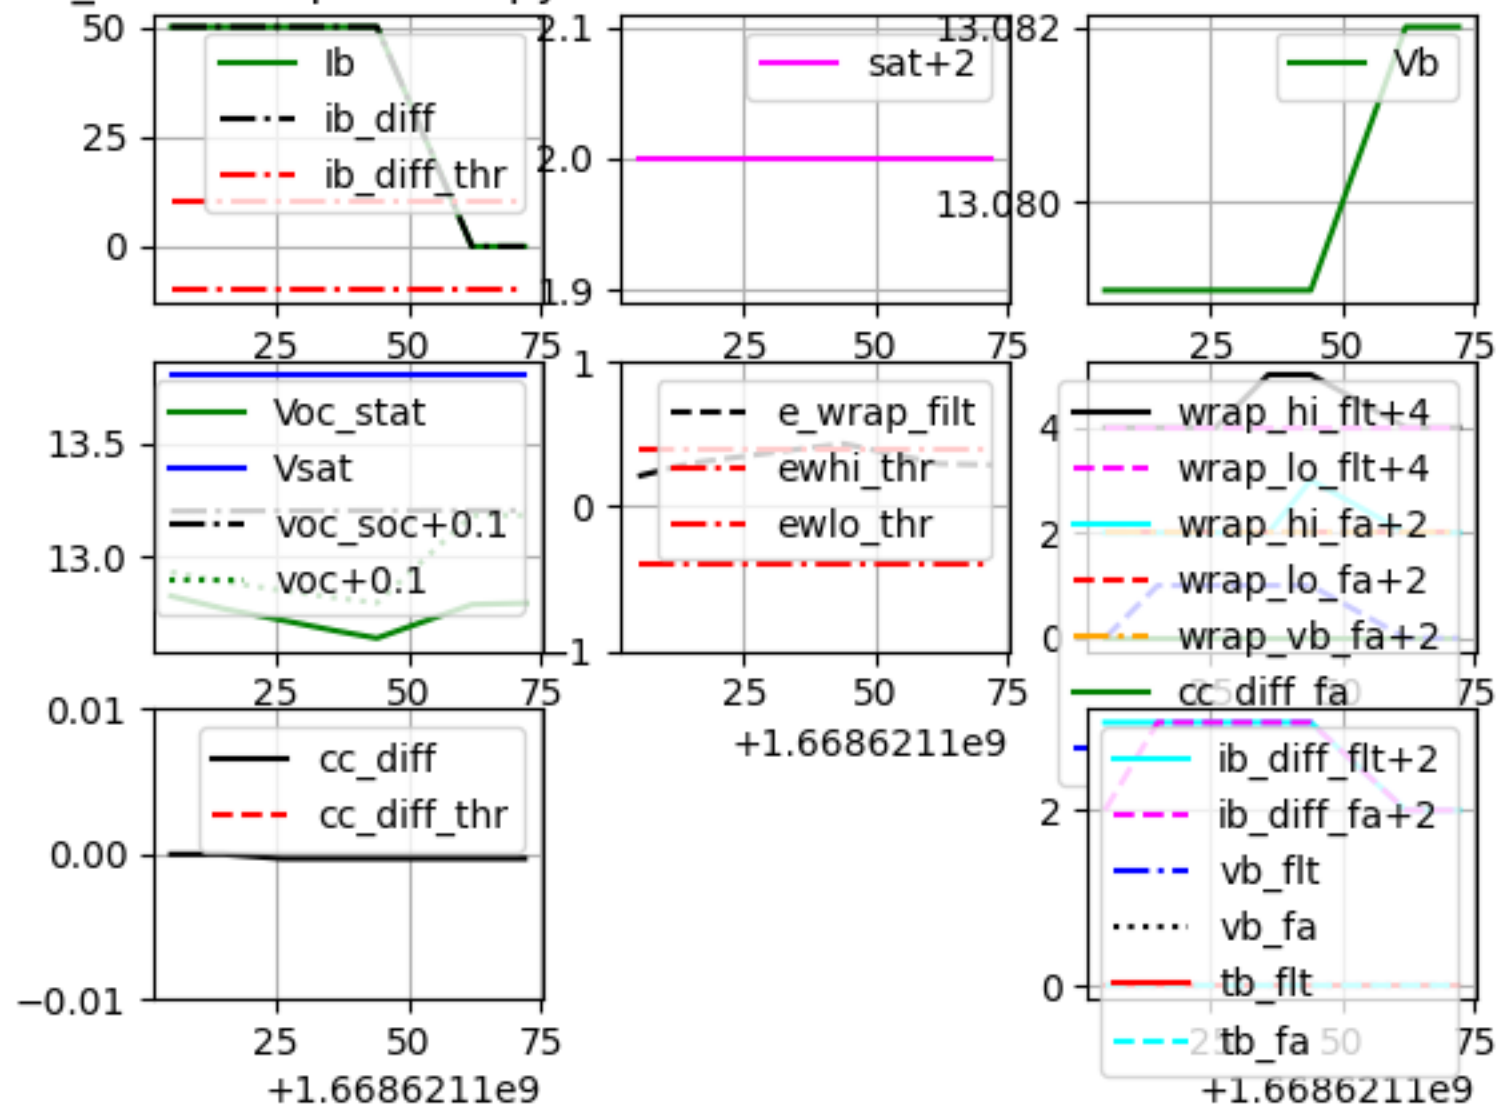 50
25
0
Ib
ib_diff
ib_diff_thr
2.1
2.0
1.9
sat+2
13.082
13.080
Vb
25 50 75
25 50 75
25 50 75
13.5
13.0
Voc_stat
Vsat
voc_soc+0.1
voc+0.1
1
0
−1
e_wrap_filt
ewhi_thr
ewlo_thr
4
2
0
wrap_hi_flt+4
wrap_lo_flt+4
wrap_hi_fa+2
wrap_lo_fa+2
wrap_vb_fa+2
cc_diff_fa
25 50 75
25 50 75
+1.6686211e9
25 50 75
0.01
0.00
−0.01
cc_diff
cc_diff_thr
25 50 75
+1.6686211e9
2
0
ib_diff_flt+2
ib_diff_fa+2
vb_flt
vb_fa
tb_flt
tb_fa
25 50 75
+1.6686211e9